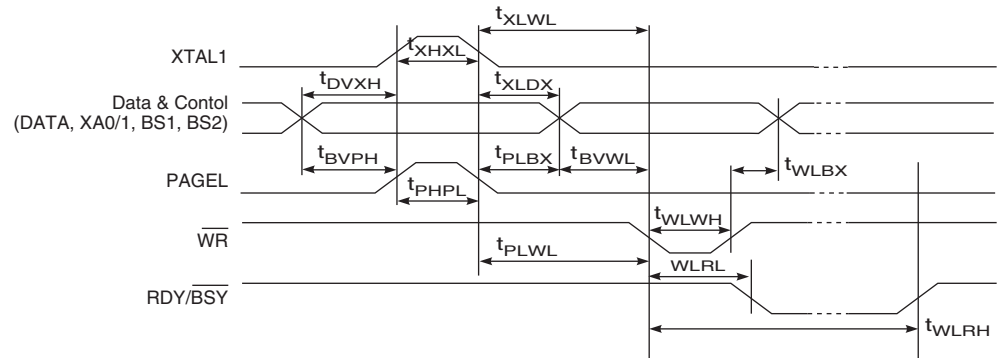 tXLWL
XTAL1
tXHXL
tDVXH
tXLDX
Data & Contol
(DATA, XA0/1, BS1, BS2)
tBVPH
tPLBX
tBVWL
tWLBX
PAGEL
tPHPL
tWLWH
WR
tPLWL
WLRL
RDY/BSY
tWLRH